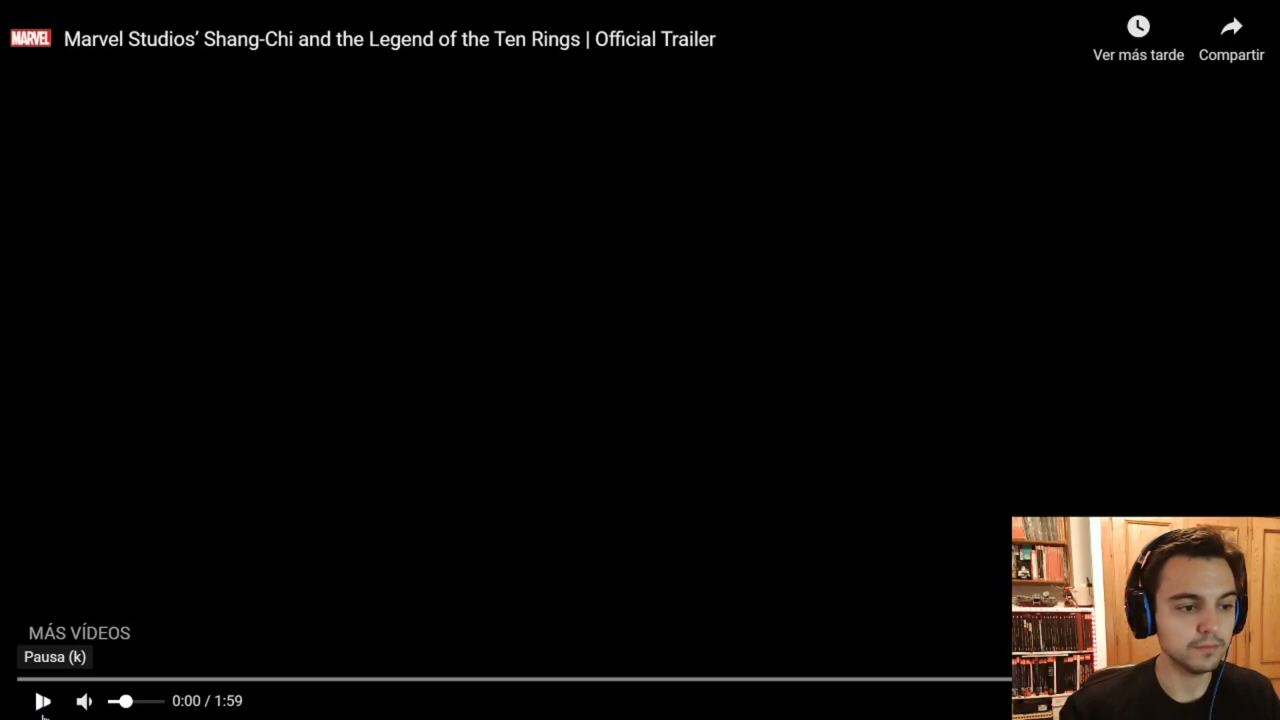 MARVEL
Marvel Studios’ Shang-Chi and the Legend of the Ten Rings | Official Trailer
Ver más tarde
Compartir
MÁS VÍDEOS
Pausa (k)
0:00 / 1:59